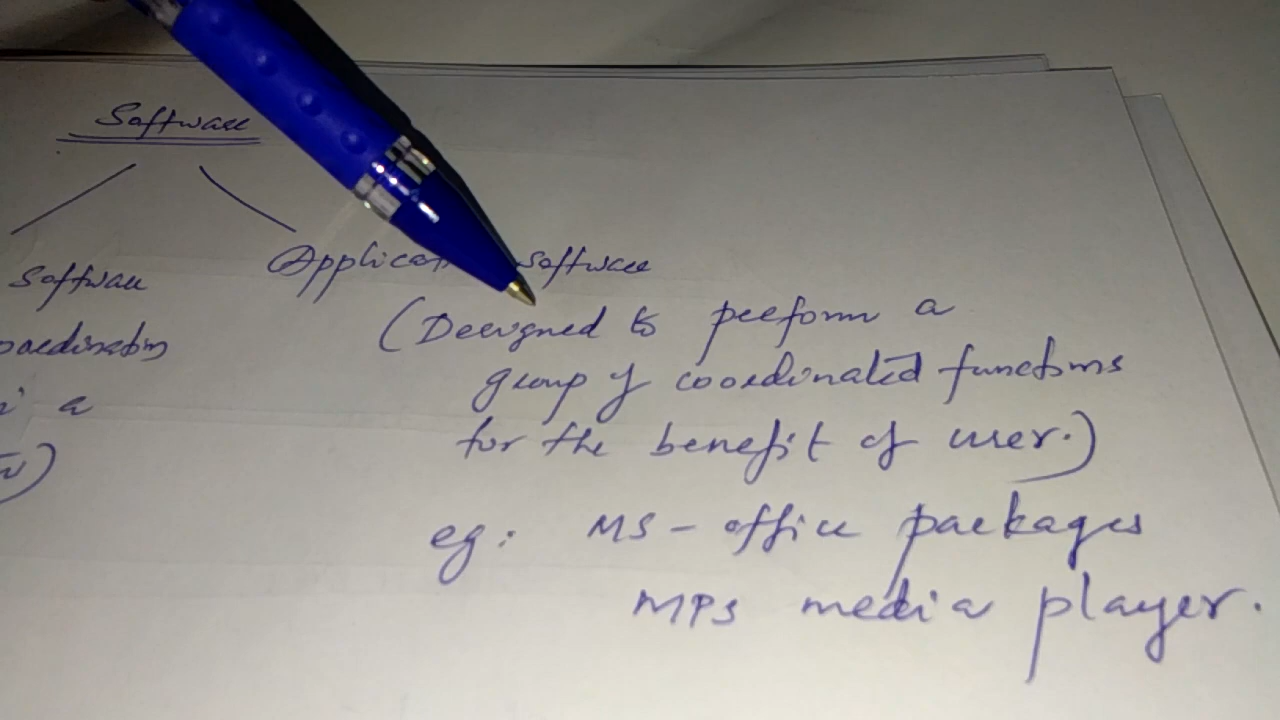 Software
Software
Application Software
(Designed to perform a
group of coordinated functions
for the benefit of user.)
a
eg: MS-office packages
MPS media player.